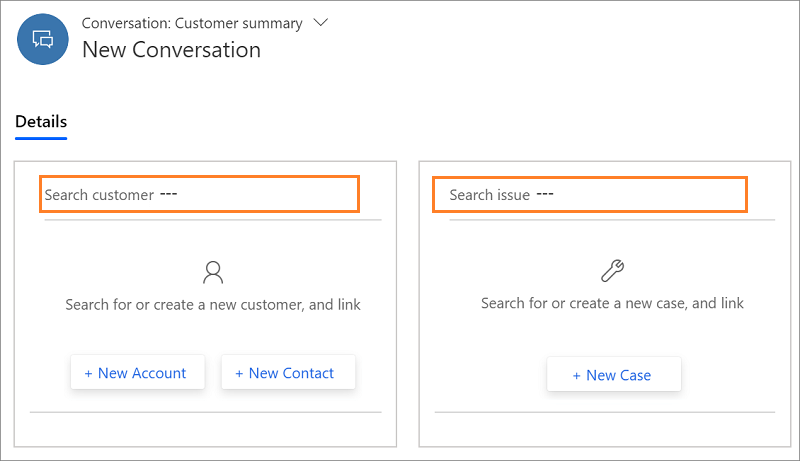 Conversation: Customer summary
New Conversation
Details
Search customer ---
Search for or create a new customer, and link
+ New Account
+ New Contact
Search issue ---
Search for or create a new case, and link
+ New Case